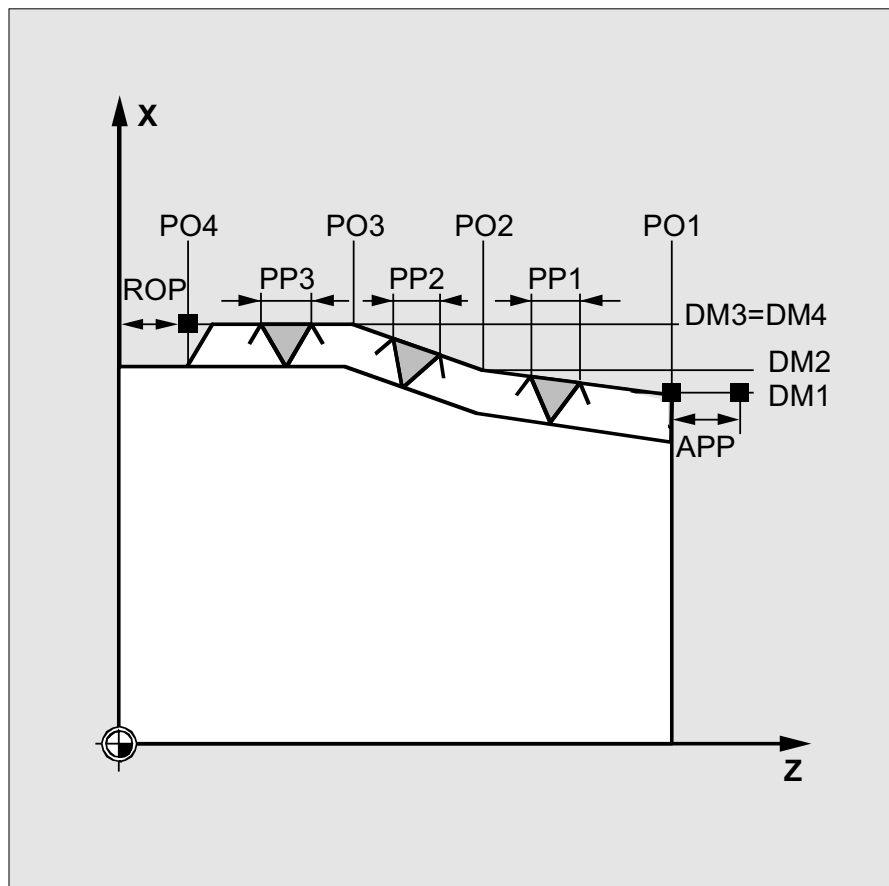 X
PO4 PO3 PO2 PO1
PP3 PP2 PP1
ROP
DM3=DM4
DM2
DM1
APP
Z